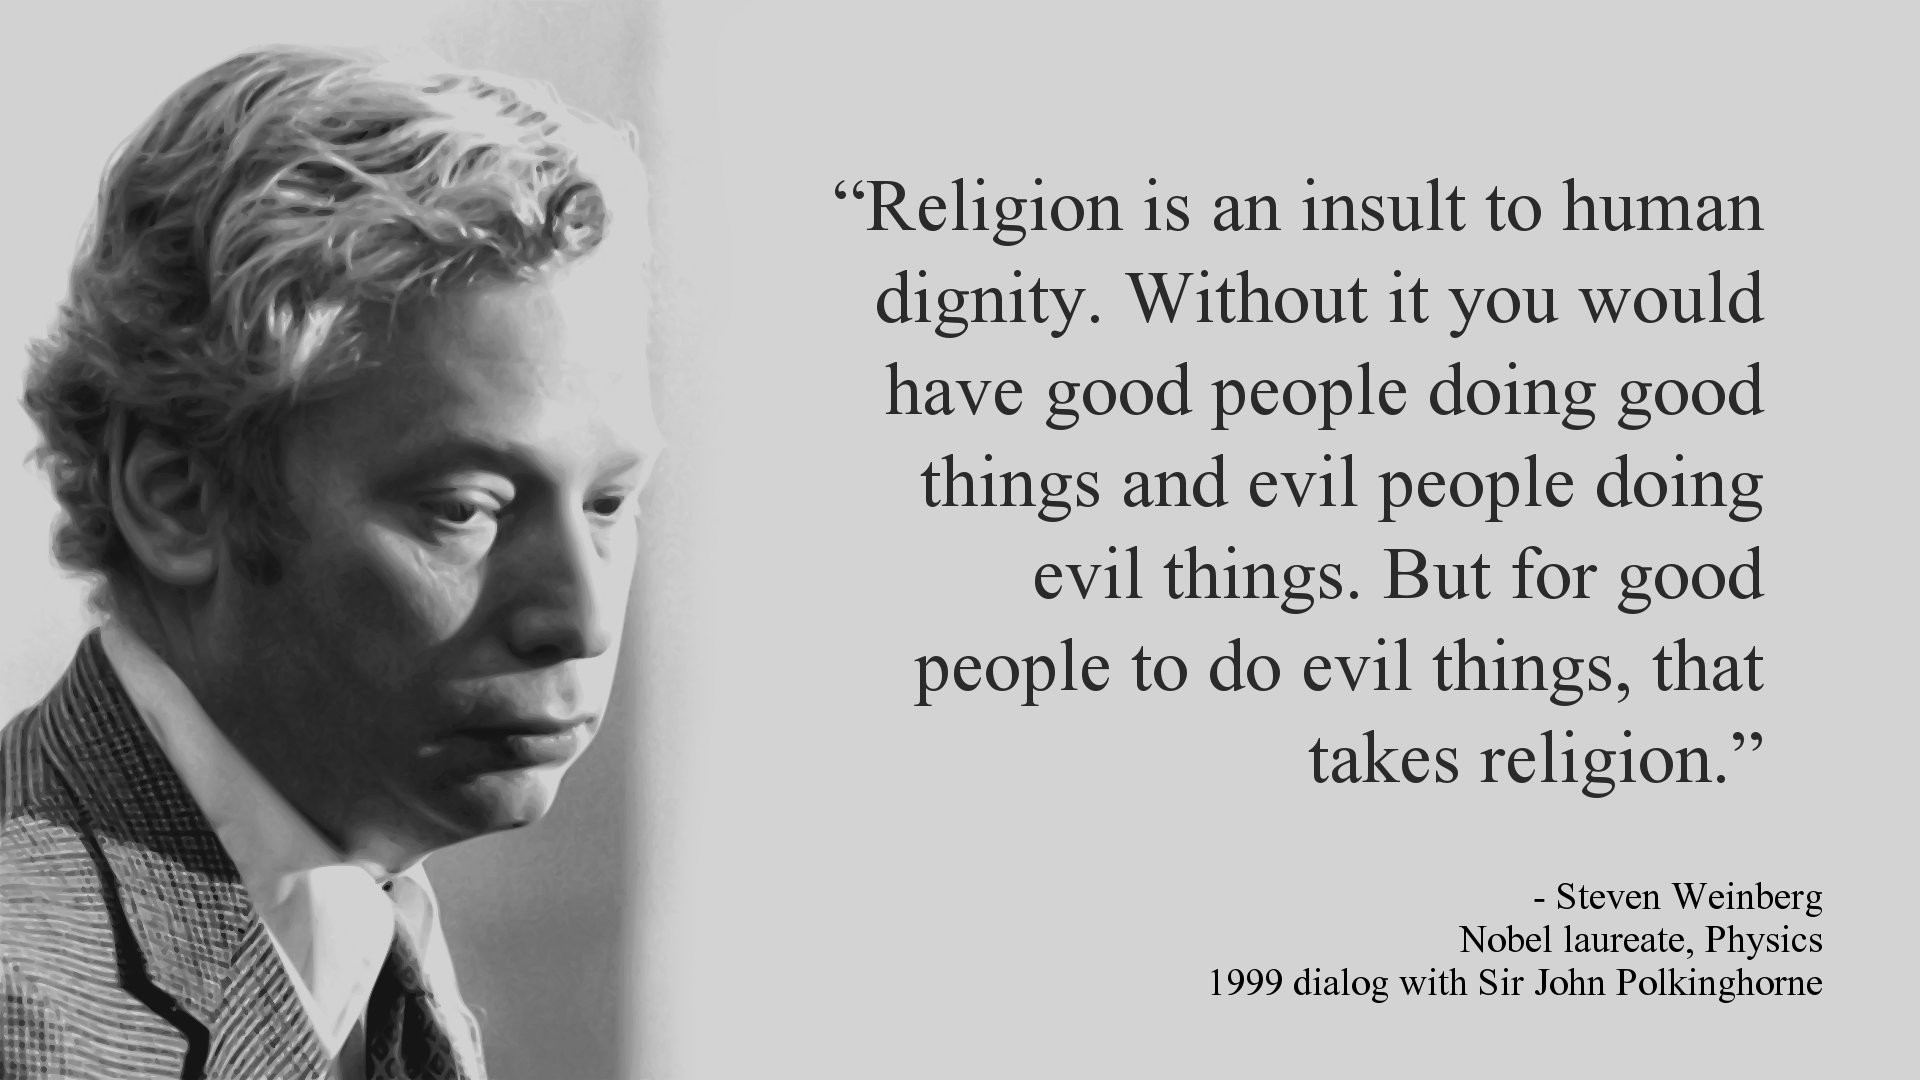 “Religion is an insult to human
dignity. Without it you would
have good people doing good
things and evil people doing
evil things. But for good
people to do evil things, that
takes religion.”
- Steven Weinberg
Nobel laureate, Physics
1999 dialog with Sir John Polkinghorne